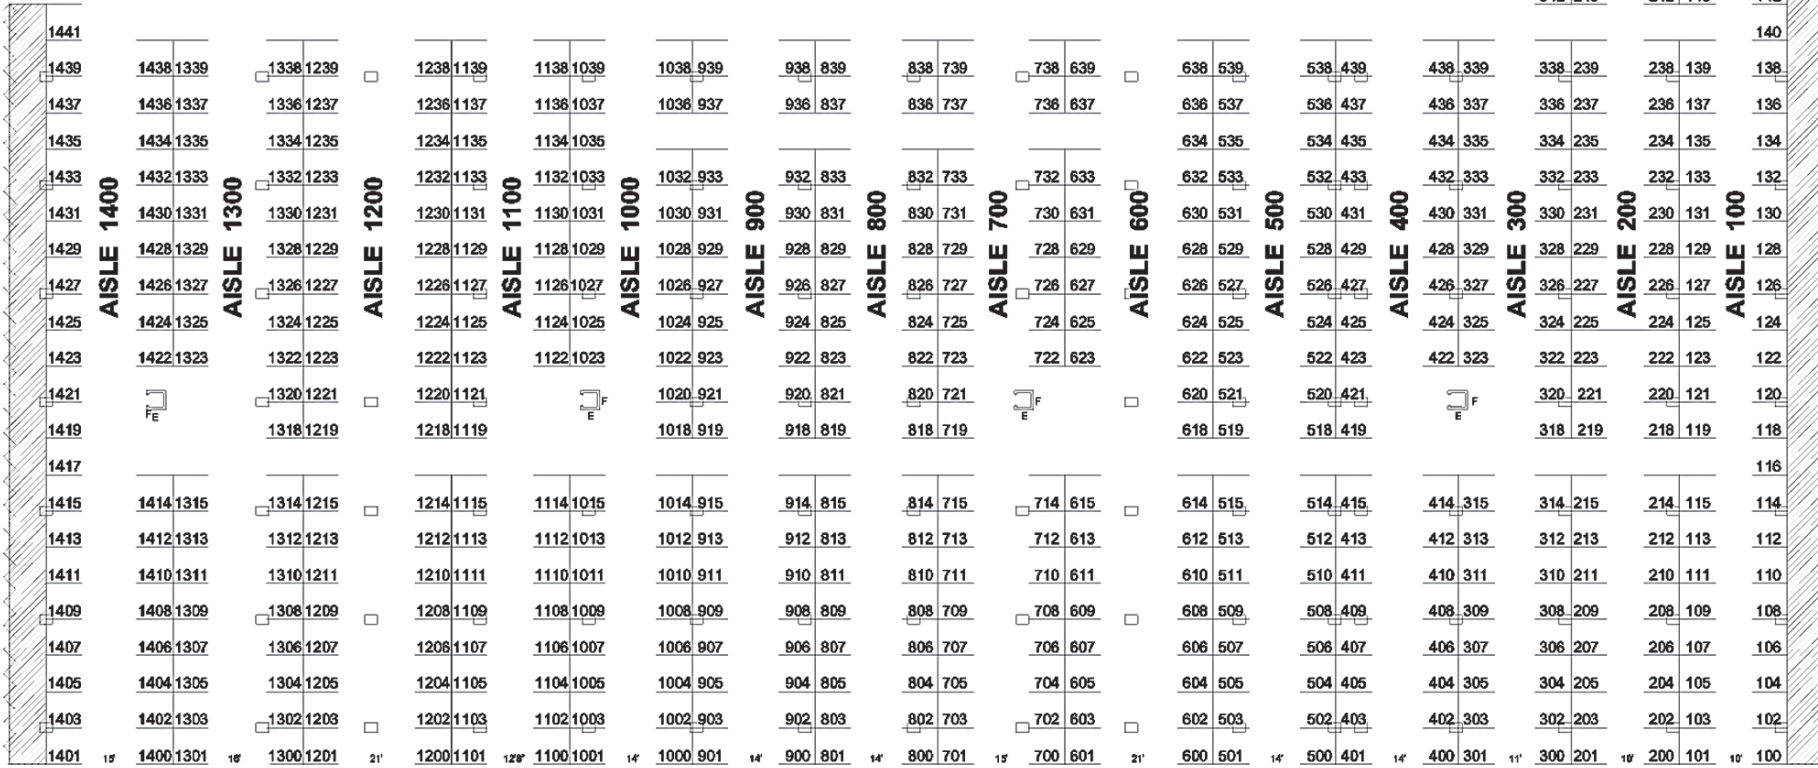 1441 140
1439 1438 1339 1338 1239 1238 1139 1138 1039 1038 939 938 839 838 739 738 639 638 539 538 439 438 339 338 239 238 139 138
1437 1436 1337 1336 1237 1236 1137 1136 1037 1036 937 936 837 836 737 736 637 636 537 536 437 436 337 336 237 236 137 136
1435 1434 1335 1334 1235 1234 1135 1134 1035 634 535 534 435 434 335 334 235 234 135 134
1433 1432 1333 1332 1233 1232 1133 1132 1033 1032 933 932 833 832 733 732 633 632 533 532 433 432 333 332 233 232 133 132
1431 1430 1331 1330 1231 1230 1131 1130 1031 1030 931 930 831 830 731 730 631 630 531 530 431 430 331 330 231 230 131 130
1429 1428 1329 1328 1229 1228 1129 1128 1029 1028 929 928 829 828 729 728 629 628 529 528 429 428 329 328 229 228 129 128
1427 1426 1327 1326 1227 1226 1127 1126 1027 1026 927 926 827 826 727 726 627 626 527 526 427 426 327 326 227 226 127 126
1425 1424 1325 1324 1225 1224 1125 1124 1025 1024 925 924 825 824 725 724 625 624 525 524 425 424 325 324 225 224 125 124
1423 1422 1323 1322 1223 1222 1123 1122 1023 1022 923 922 823 822 723 722 623 622 523 522 423 422 323 322 223 222 123 122
AISLE 1400
AISLE 1300
AISLE 1200
AISLE 1100
AISLE 1000
AISLE 900
AISLE 800
AISLE 700
AISLE 600
AISLE 500
AISLE 400
AISLE 300
AISLE 200
AISLE 100
1421 1320 1221 1220 1121 1020 921 920 821 820 721 620 521 520 421 320 221 220 121 120
F E F E F E F E
1419 1318 1219 1218 1119 1018 919 918 819 818 719 618 519 518 419 318 219 218 119 118
1417 116
1415 1414 1315 1314 1215 1214 1115 1114 1015 1014 915 914 815 814 715 714 615 614 515 514 415 414 315 314 215 214 115 114
1413 1412 1313 1312 1213 1212 1113 1112 1013 1012 913 912 813 812 713 712 613 612 513 512 413 412 313 312 213 212 113 112
1411 1410 1311 1310 1211 1210 1111 1110 1011 1010 911 910 811 810 711 710 611 610 511 510 411 410 311 310 211 210 111 110
1409 1408 1309 1308 1209 1208 1109 1108 1009 1008 909 908 809 808 709 708 609 608 509 508 409 408 309 308 209 208 109 108
1407 1406 1307 1306 1207 1206 1107 1106 1007 1006 907 906 807 806 707 706 607 606 507 506 407 406 307 306 207 206 107 106
1405 1404 1305 1304 1205 1204 1105 1104 1005 1004 905 904 805 804 705 704 605 604 505 504 405 404 305 304 205 204 105 104
1403 1402 1303 1302 1203 1202 1103 1102 1003 1002 903 902 803 802 703 702 603 602 503 502 403 402 303 302 203 202 103 102
1401 15' 1400 1301 16' 1300 1201 21' 1200 1101 1100 1001 14' 1000 901 14' 900 801 14' 800 701 15' 700 601 21' 600 501 14' 500 401 14' 400 301 11' 300 201 10' 200 101 10' 100